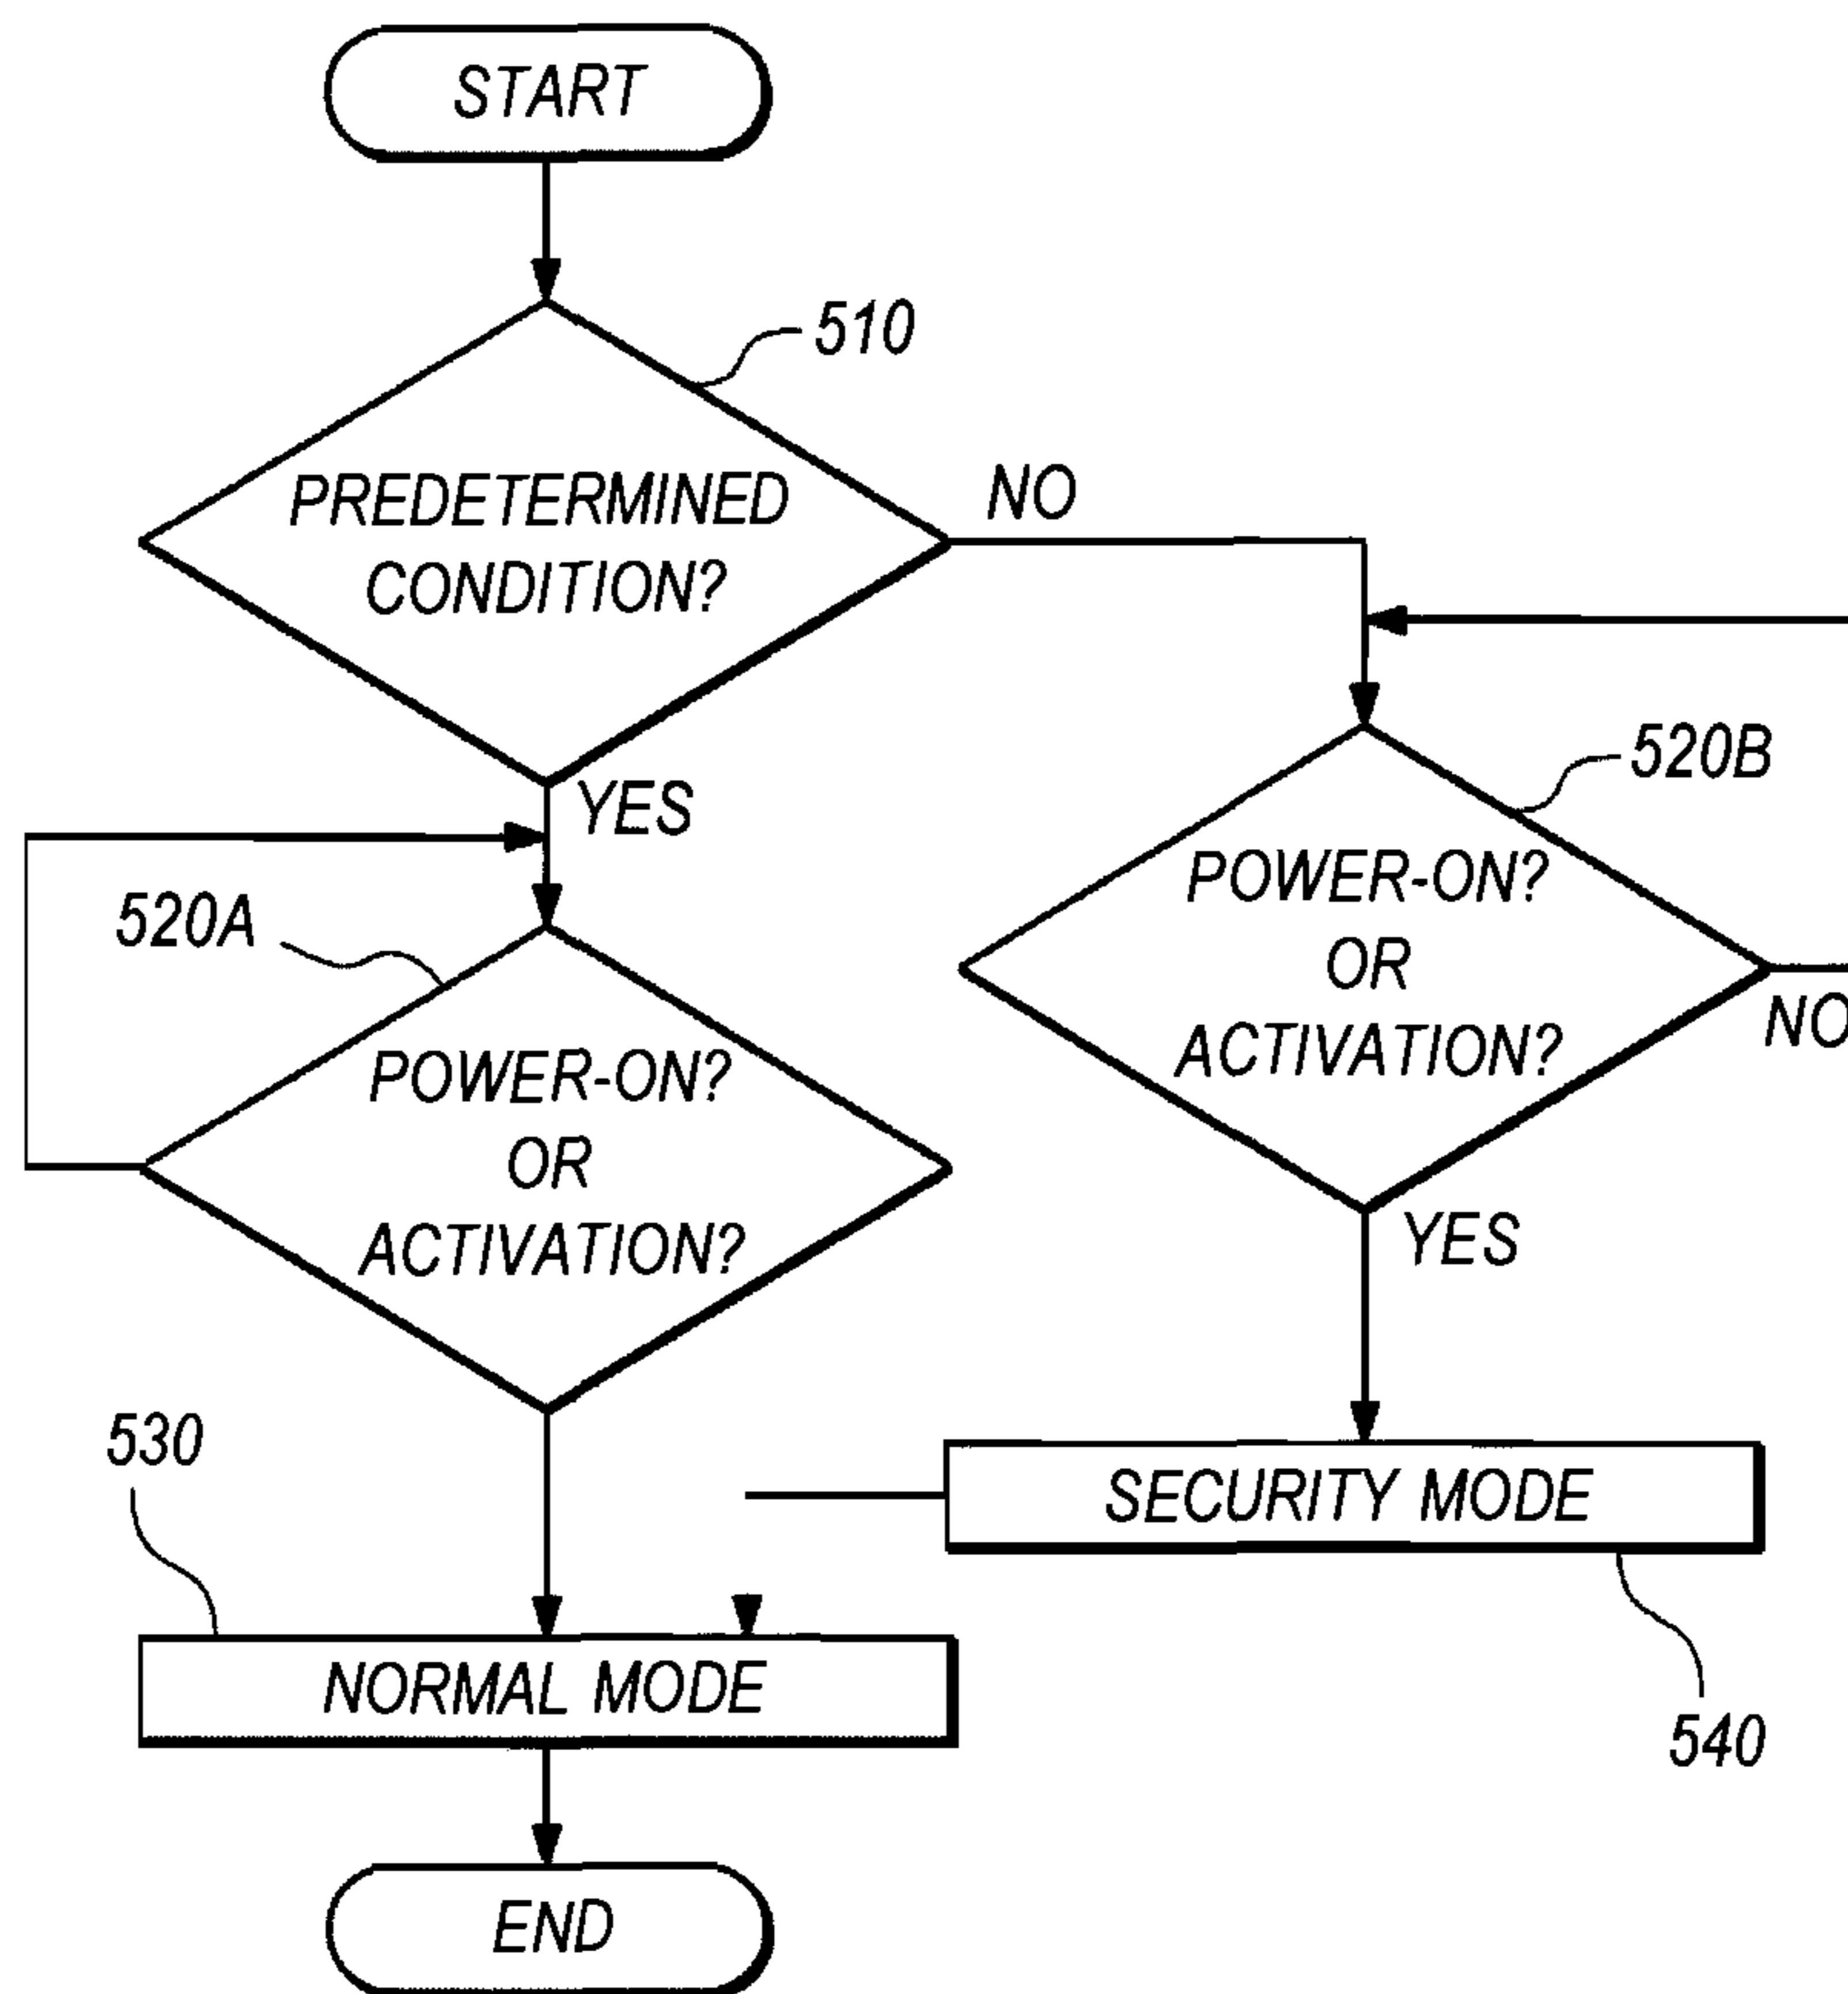 START
510
PREDETERMINED
CONDITION?
NO
YES
520B
POWER-ON?
OR
ACTIVATION?
NO
YES
520A
POWER-ON?
OR
ACTIVATION?
530
SECURITY MODE
540
NORMAL MODE
END